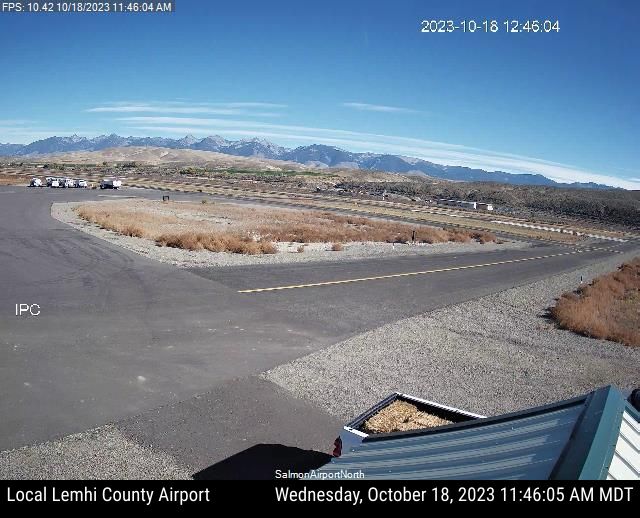 FPS: 10.42 10/18/2023 11:46:04 AM
2023-10-18 12:46:04
IPC
SalmonAirportNorth
Local Lemhi County Airport Wednesday, October 18, 2023 11:46:05 AM MDT